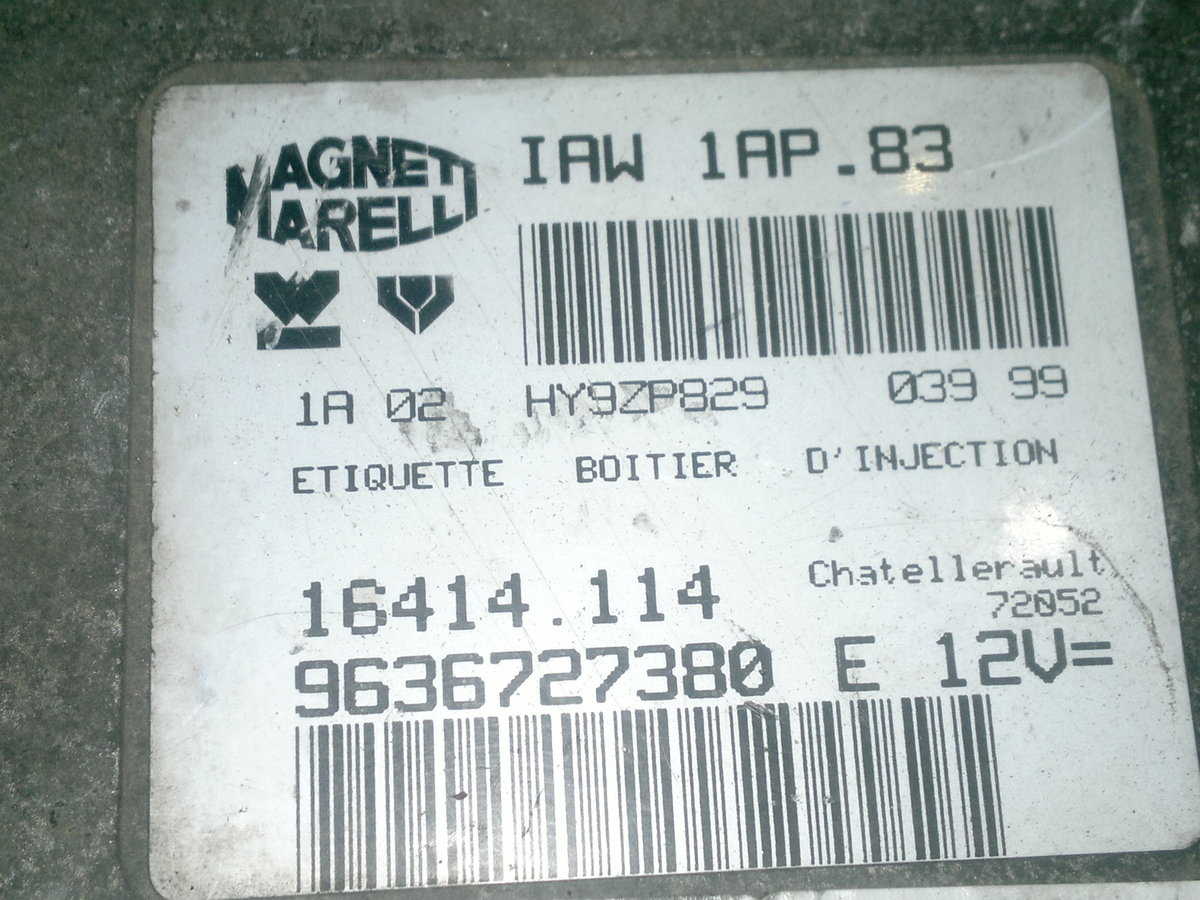 MAGNETI
MARELLI
IAW 1AP.83
1A 02 HY9ZP829 039 99
ETIQUETTE BOITIER D'INJECTION
16414.114
Chatellerault
72052
9636727380 E 12V=